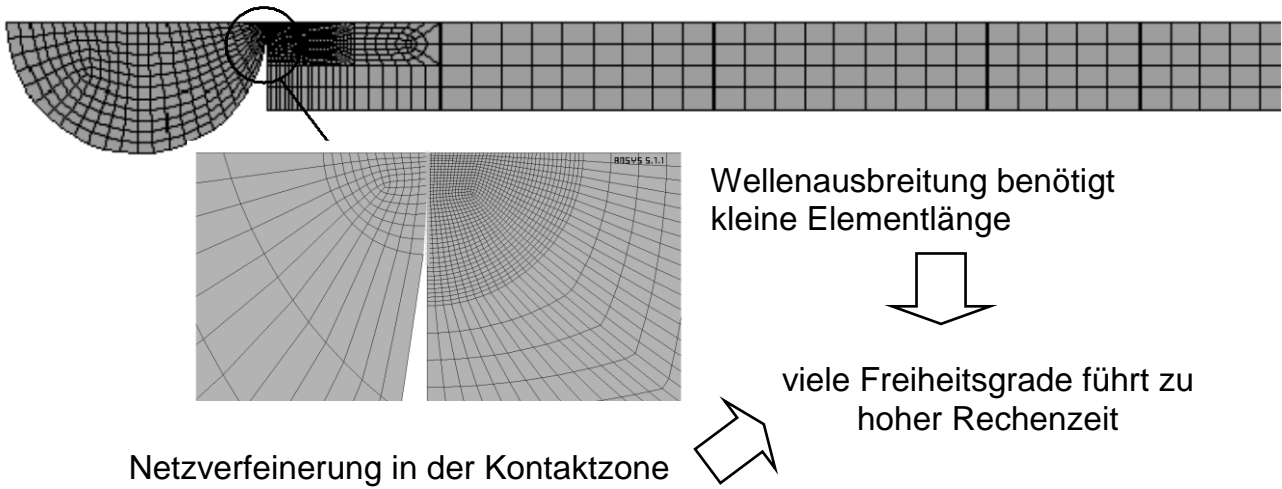 ANSYS 5.1.1
Wellenausbreitung benötigt
kleine Elementlänge
viele Freiheitsgrade führt zu
hoher Rechenzeit
Netzverfeinerung in der Kontaktzone